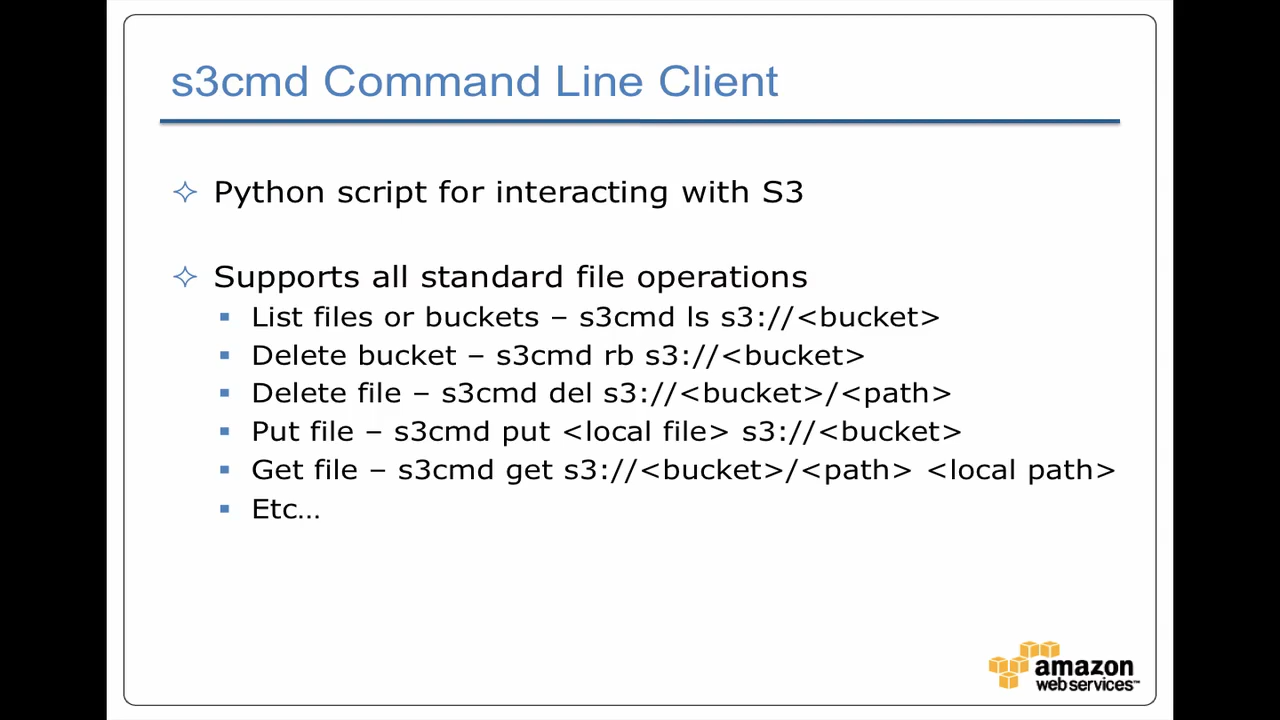 s3cmd Command Line Client
Python script for interacting with S3
Supports all standard file operations
List files or buckets – s3cmd ls s3://<bucket>
Delete bucket – s3cmd rb s3://<bucket>
Delete file – s3cmd del s3://<bucket>/<path>
Put file – s3cmd put <local file> s3://<bucket>
Get file – s3cmd get s3://<bucket>/<path> <local path>
Etc…
amazon
web services™